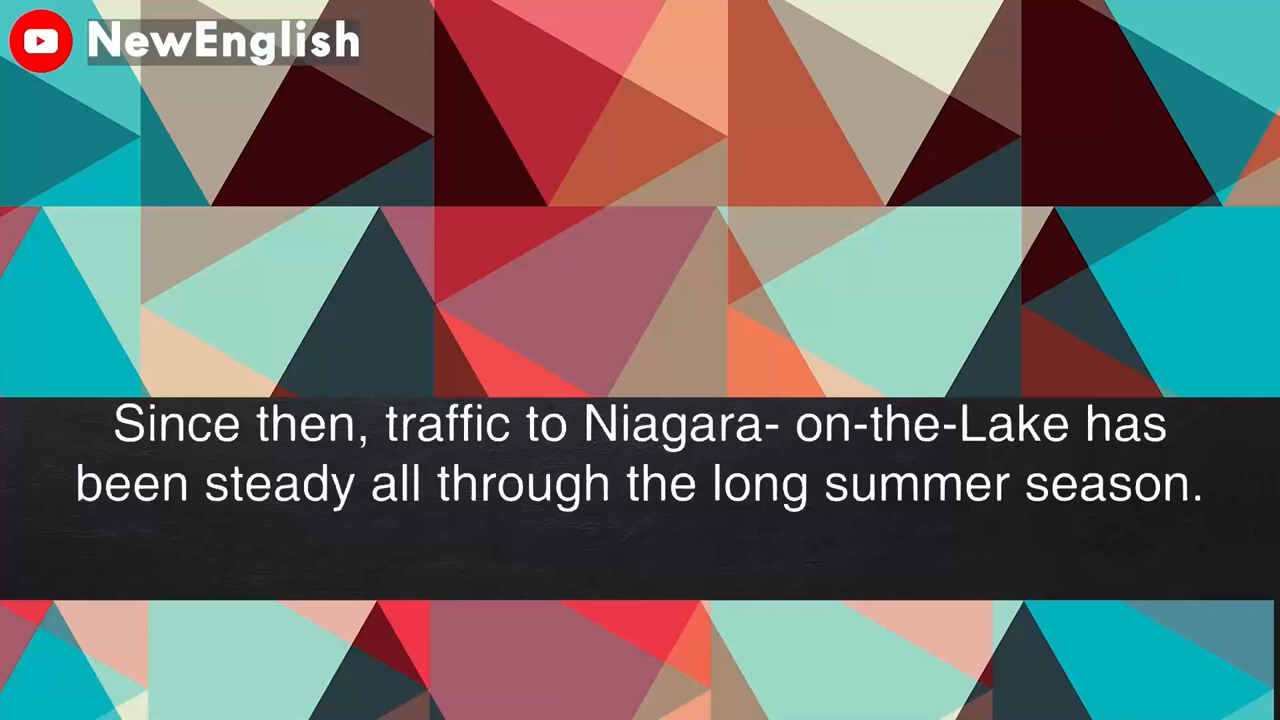 NewEnglish
Since then, traffic to Niagara- on-the-Lake has
been steady all through the long summer season.